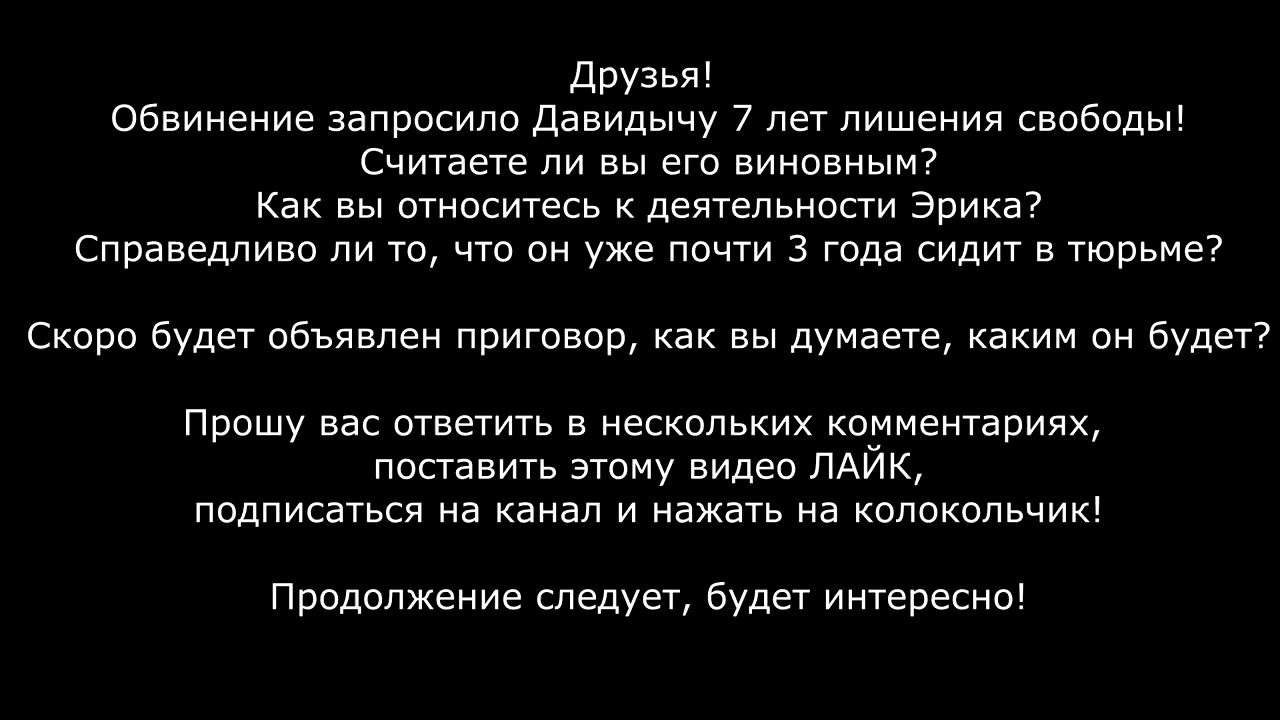 Друзья!
Обвинение запросило Давидычу 7 лет лишения свободы!
Считаете ли вы его виновным?
Как вы относитесь к деятельности Эрика?
Справедливо ли то, что он уже почти 3 года сидит в тюрьме?
Скоро будет объявлен приговор, как вы думаете, каким он будет?
Прошу вас ответить в нескольких комментариях,
поставить этому видео ЛАЙК,
подписаться на канал и нажать на колокольчик!
Продолжение следует, будет интересно!